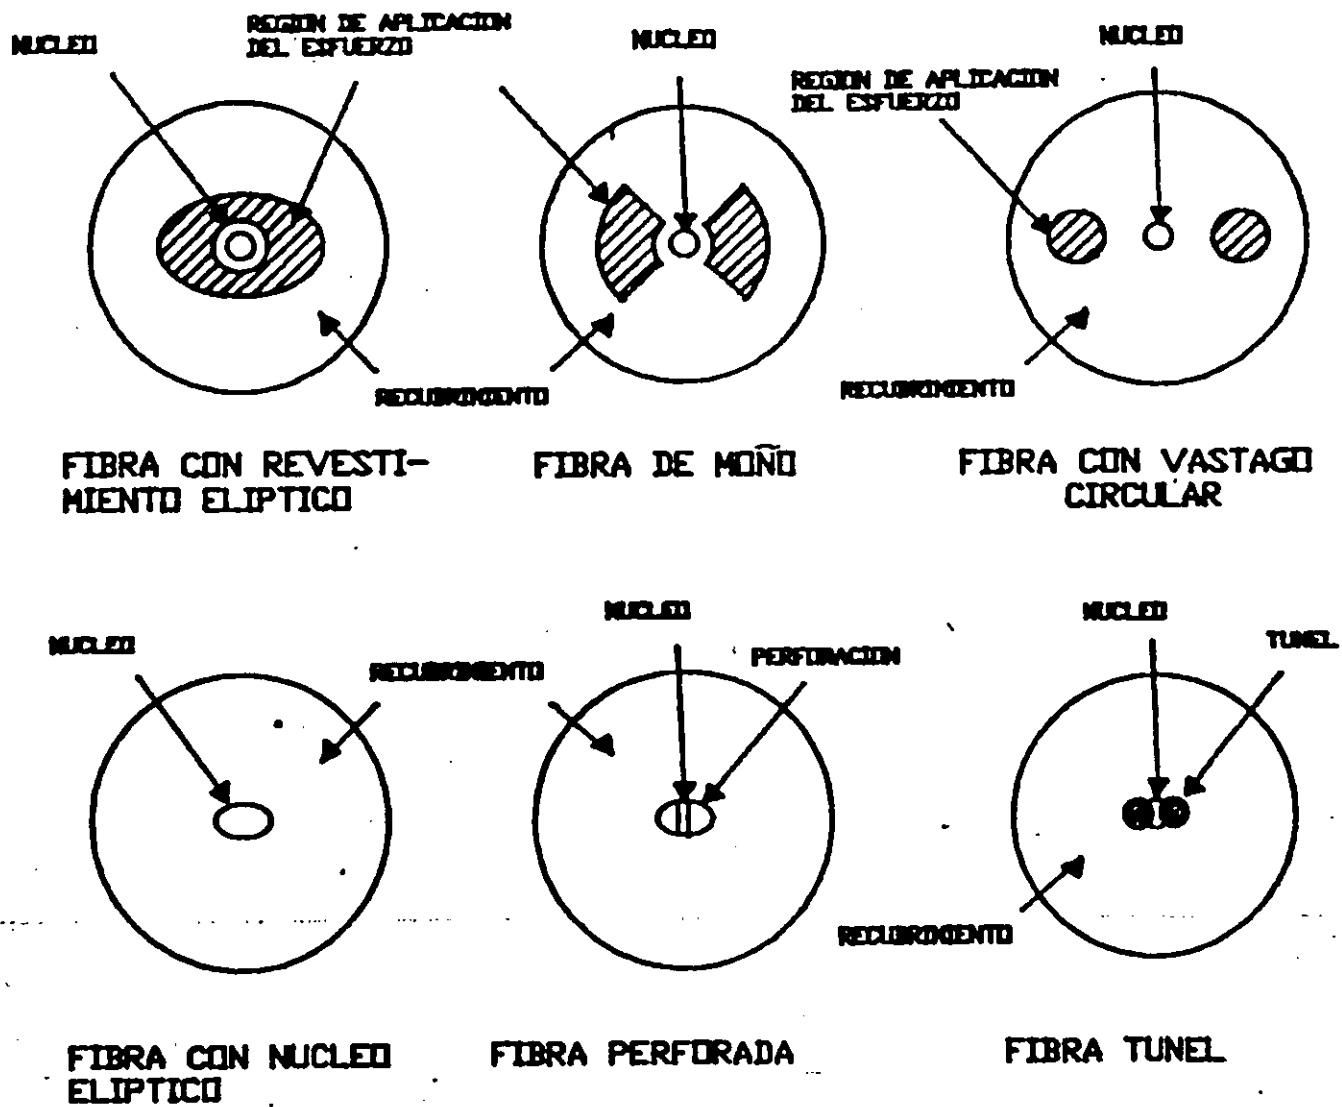 NUCLEO
REGION DE APLICACION
DEL ESFUERZO
NUCLEO
NUCLEO
REGION DE APLICACION
DEL ESFUERZO
RECUBRIMIENTO
RECUBRIMIENTO
FIBRA CON REVESTI-
MIENTO ELIPTICO
FIBRA DE MOÑO
FIBRA CON VASTAGO
CIRCULAR
NUCLEO
RECUBRIMIENTO
NUCLEO
PERFORACION
NUCLEO
TUNEL
RECUBRIMIENTO
FIBRA CON NUCLEO
ELIPTICO
FIBRA PERFORADA
FIBRA TUNEL